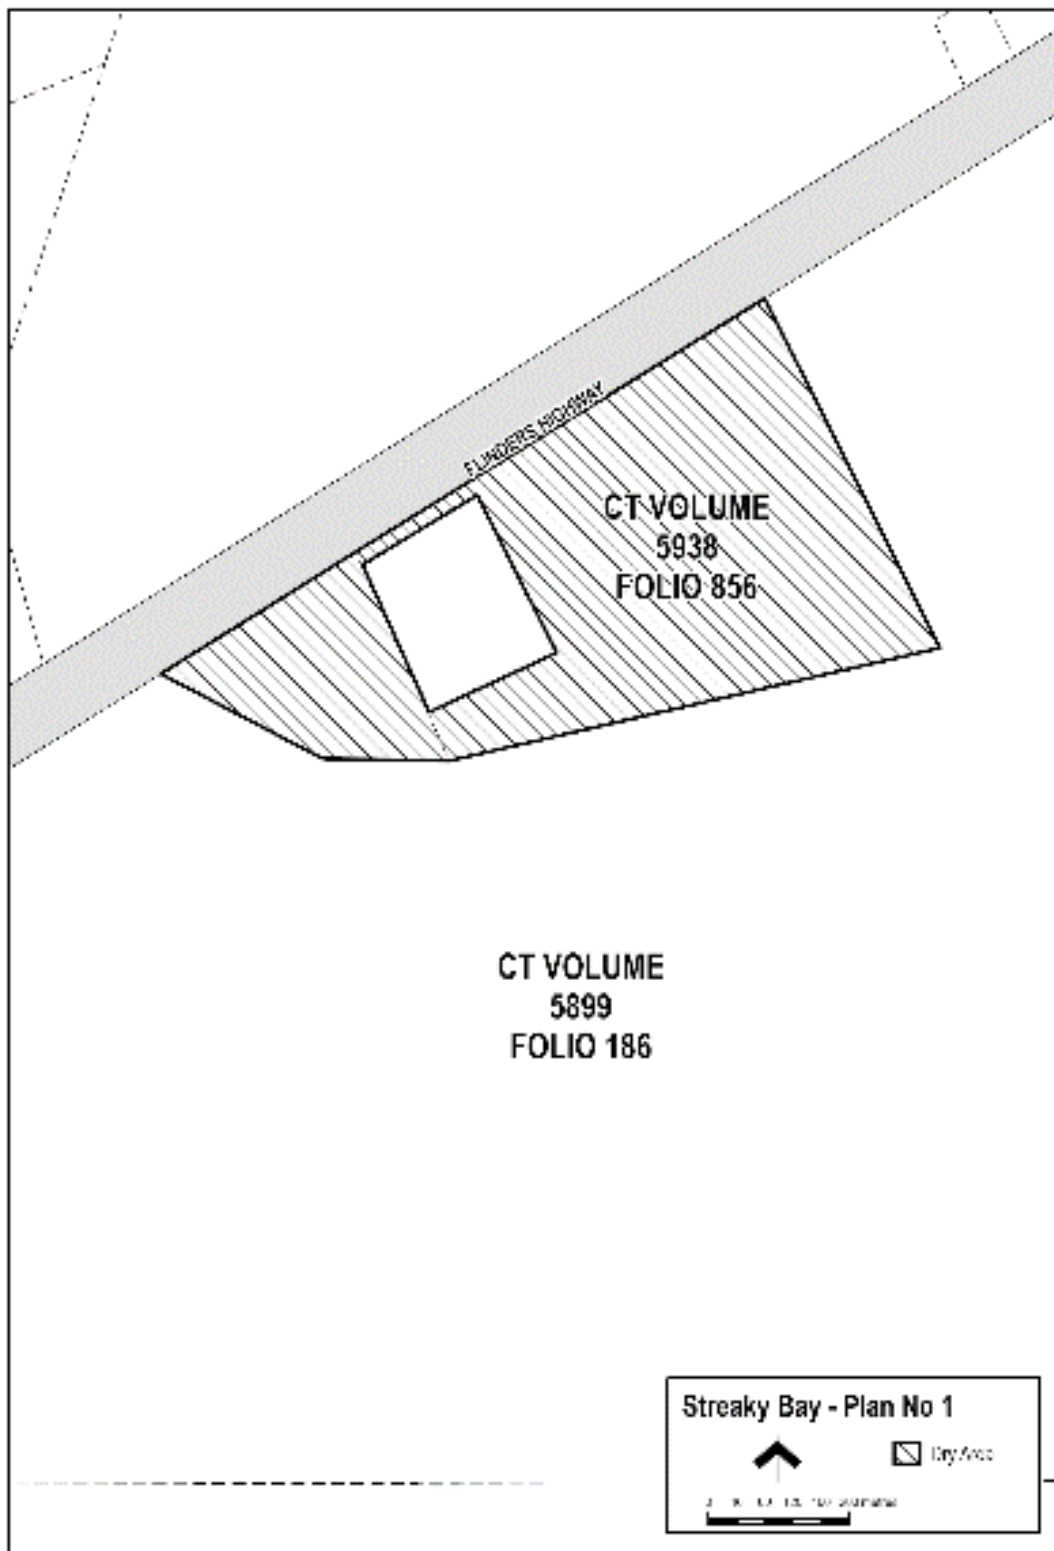 FLINDERS HIGHWAY
CT VOLUME
5938
FOLIO 856
CT VOLUME
5899
FOLIO 186
Streaky Bay - Plan No 1
Dry Area
metres